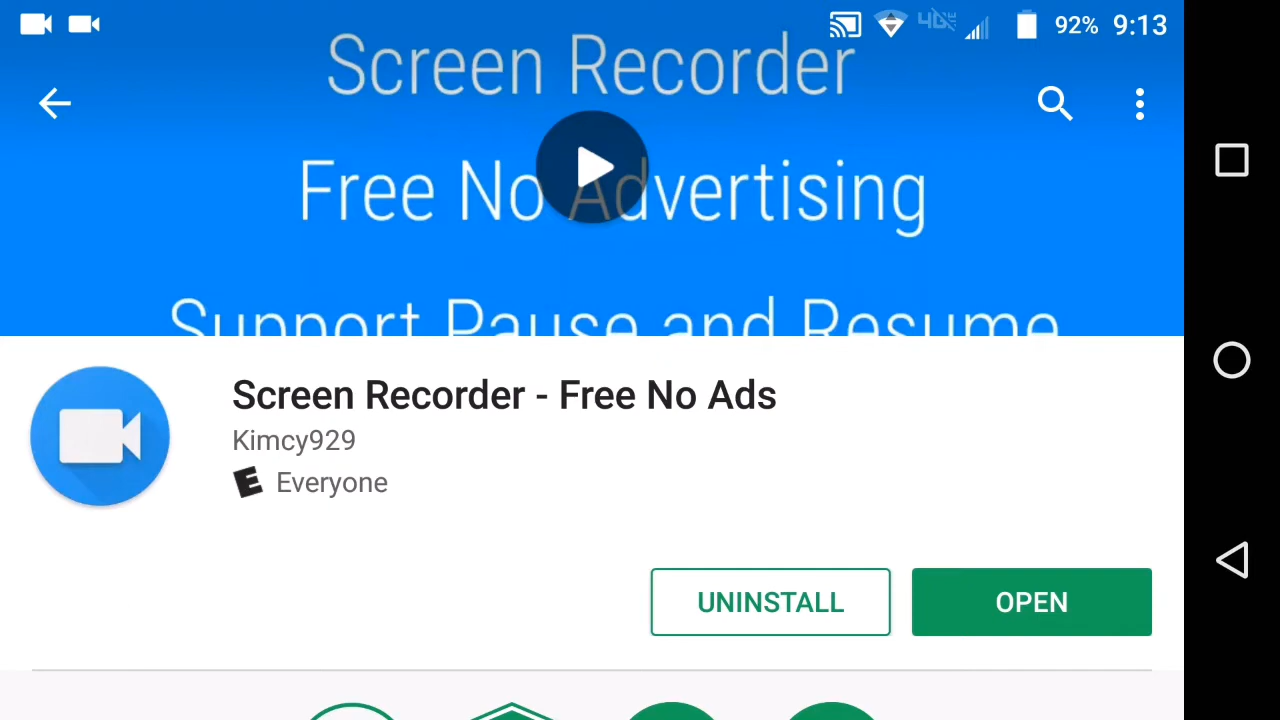 92% 9:13
Screen Recorder
Free No Advertising
Support Pause and Resume
Screen Recorder - Free No Ads
Kimcy929
E Everyone
UNINSTALL OPEN